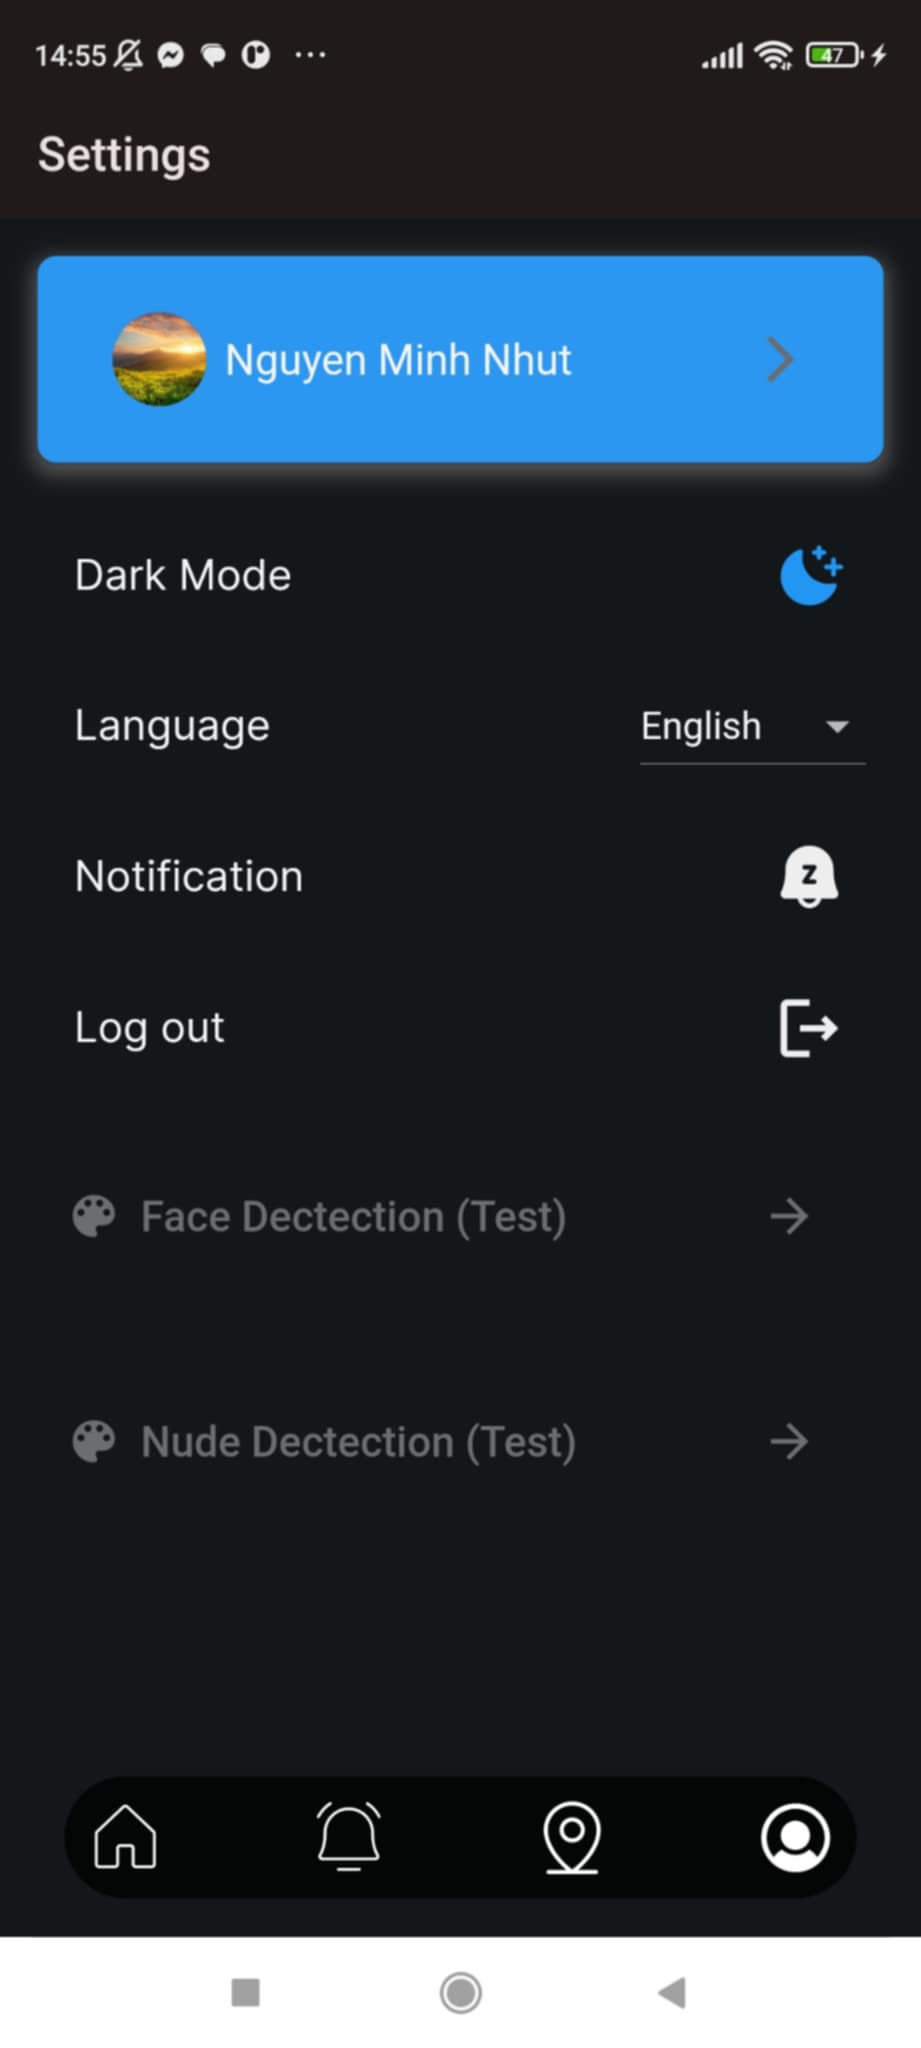 14:55
47
Settings
Nguyen Minh Nhut
Dark Mode
Language
English
Notification
z
Log out
Face Dectection (Test)
Nude Dectection (Test)